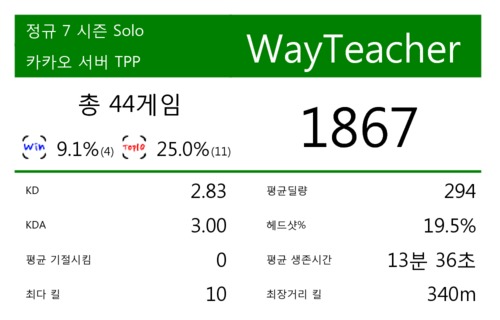 정규 7 시즌 Solo
카카오 서버 TPP
WayTeacher
총 44게임
Win 9.1%(4) TOP10 25.0%(11)
1867
KD 2.83
평균딜량 294
KDA 3.00
헤드샷% 19.5%
평균 기절시킴 0
평균 생존시간 13분 36초
최다 킬 10
최장거리 킬 340m